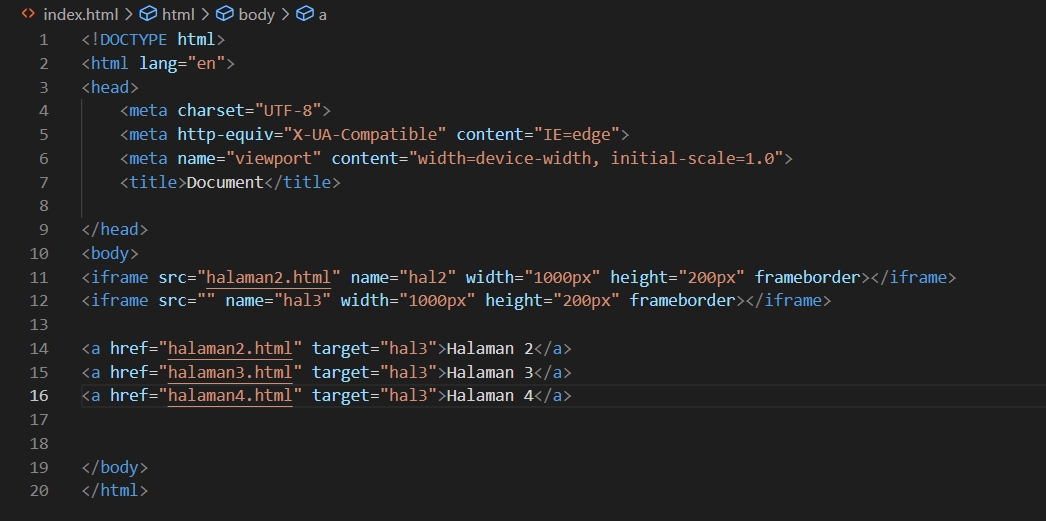 index.html > html > body > a
1 <!DOCTYPE html>
2 <html lang="en">
3 <head>
4     <meta charset="UTF-8">
5     <meta http-equiv="X-UA-Compatible" content="IE=edge">
6     <meta name="viewport" content="width=device-width, initial-scale=1.0">
7     <title>Document</title>
8
9 </head>
10 <body>
11 <iframe src="halaman2.html" name="hal2" width="1000px" height="200px" frameborder></iframe>
12 <iframe src="" name="hal3" width="1000px" height="200px" frameborder></iframe>
13
14 <a href="halaman2.html" target="hal3">Halaman 2</a>
15 <a href="halaman3.html" target="hal3">Halaman 3</a>
16 <a href="halaman4.html" target="hal3">Halaman 4</a>
17
18
19 </body>
20 </html>